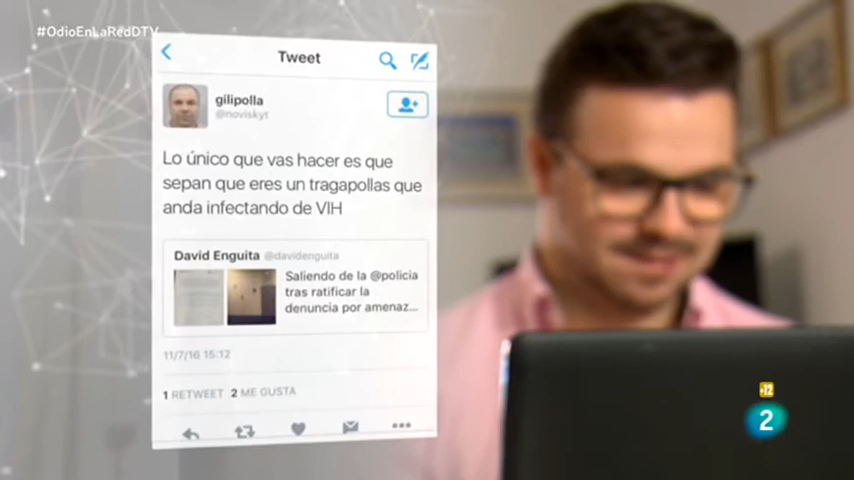 #OdioEnLaRedDTV
Tweet
gilipolla
@noviskyt
Lo único que vas hacer es que
sepan que eres un tragapollas que
anda infectando de VIH
David Enguita @davidenguita
Saliendo de la @policia
tras ratificar la
denuncia por amenaz...
11/7/16 15:12
1 RETWEET 2 ME GUSTA
+12
2